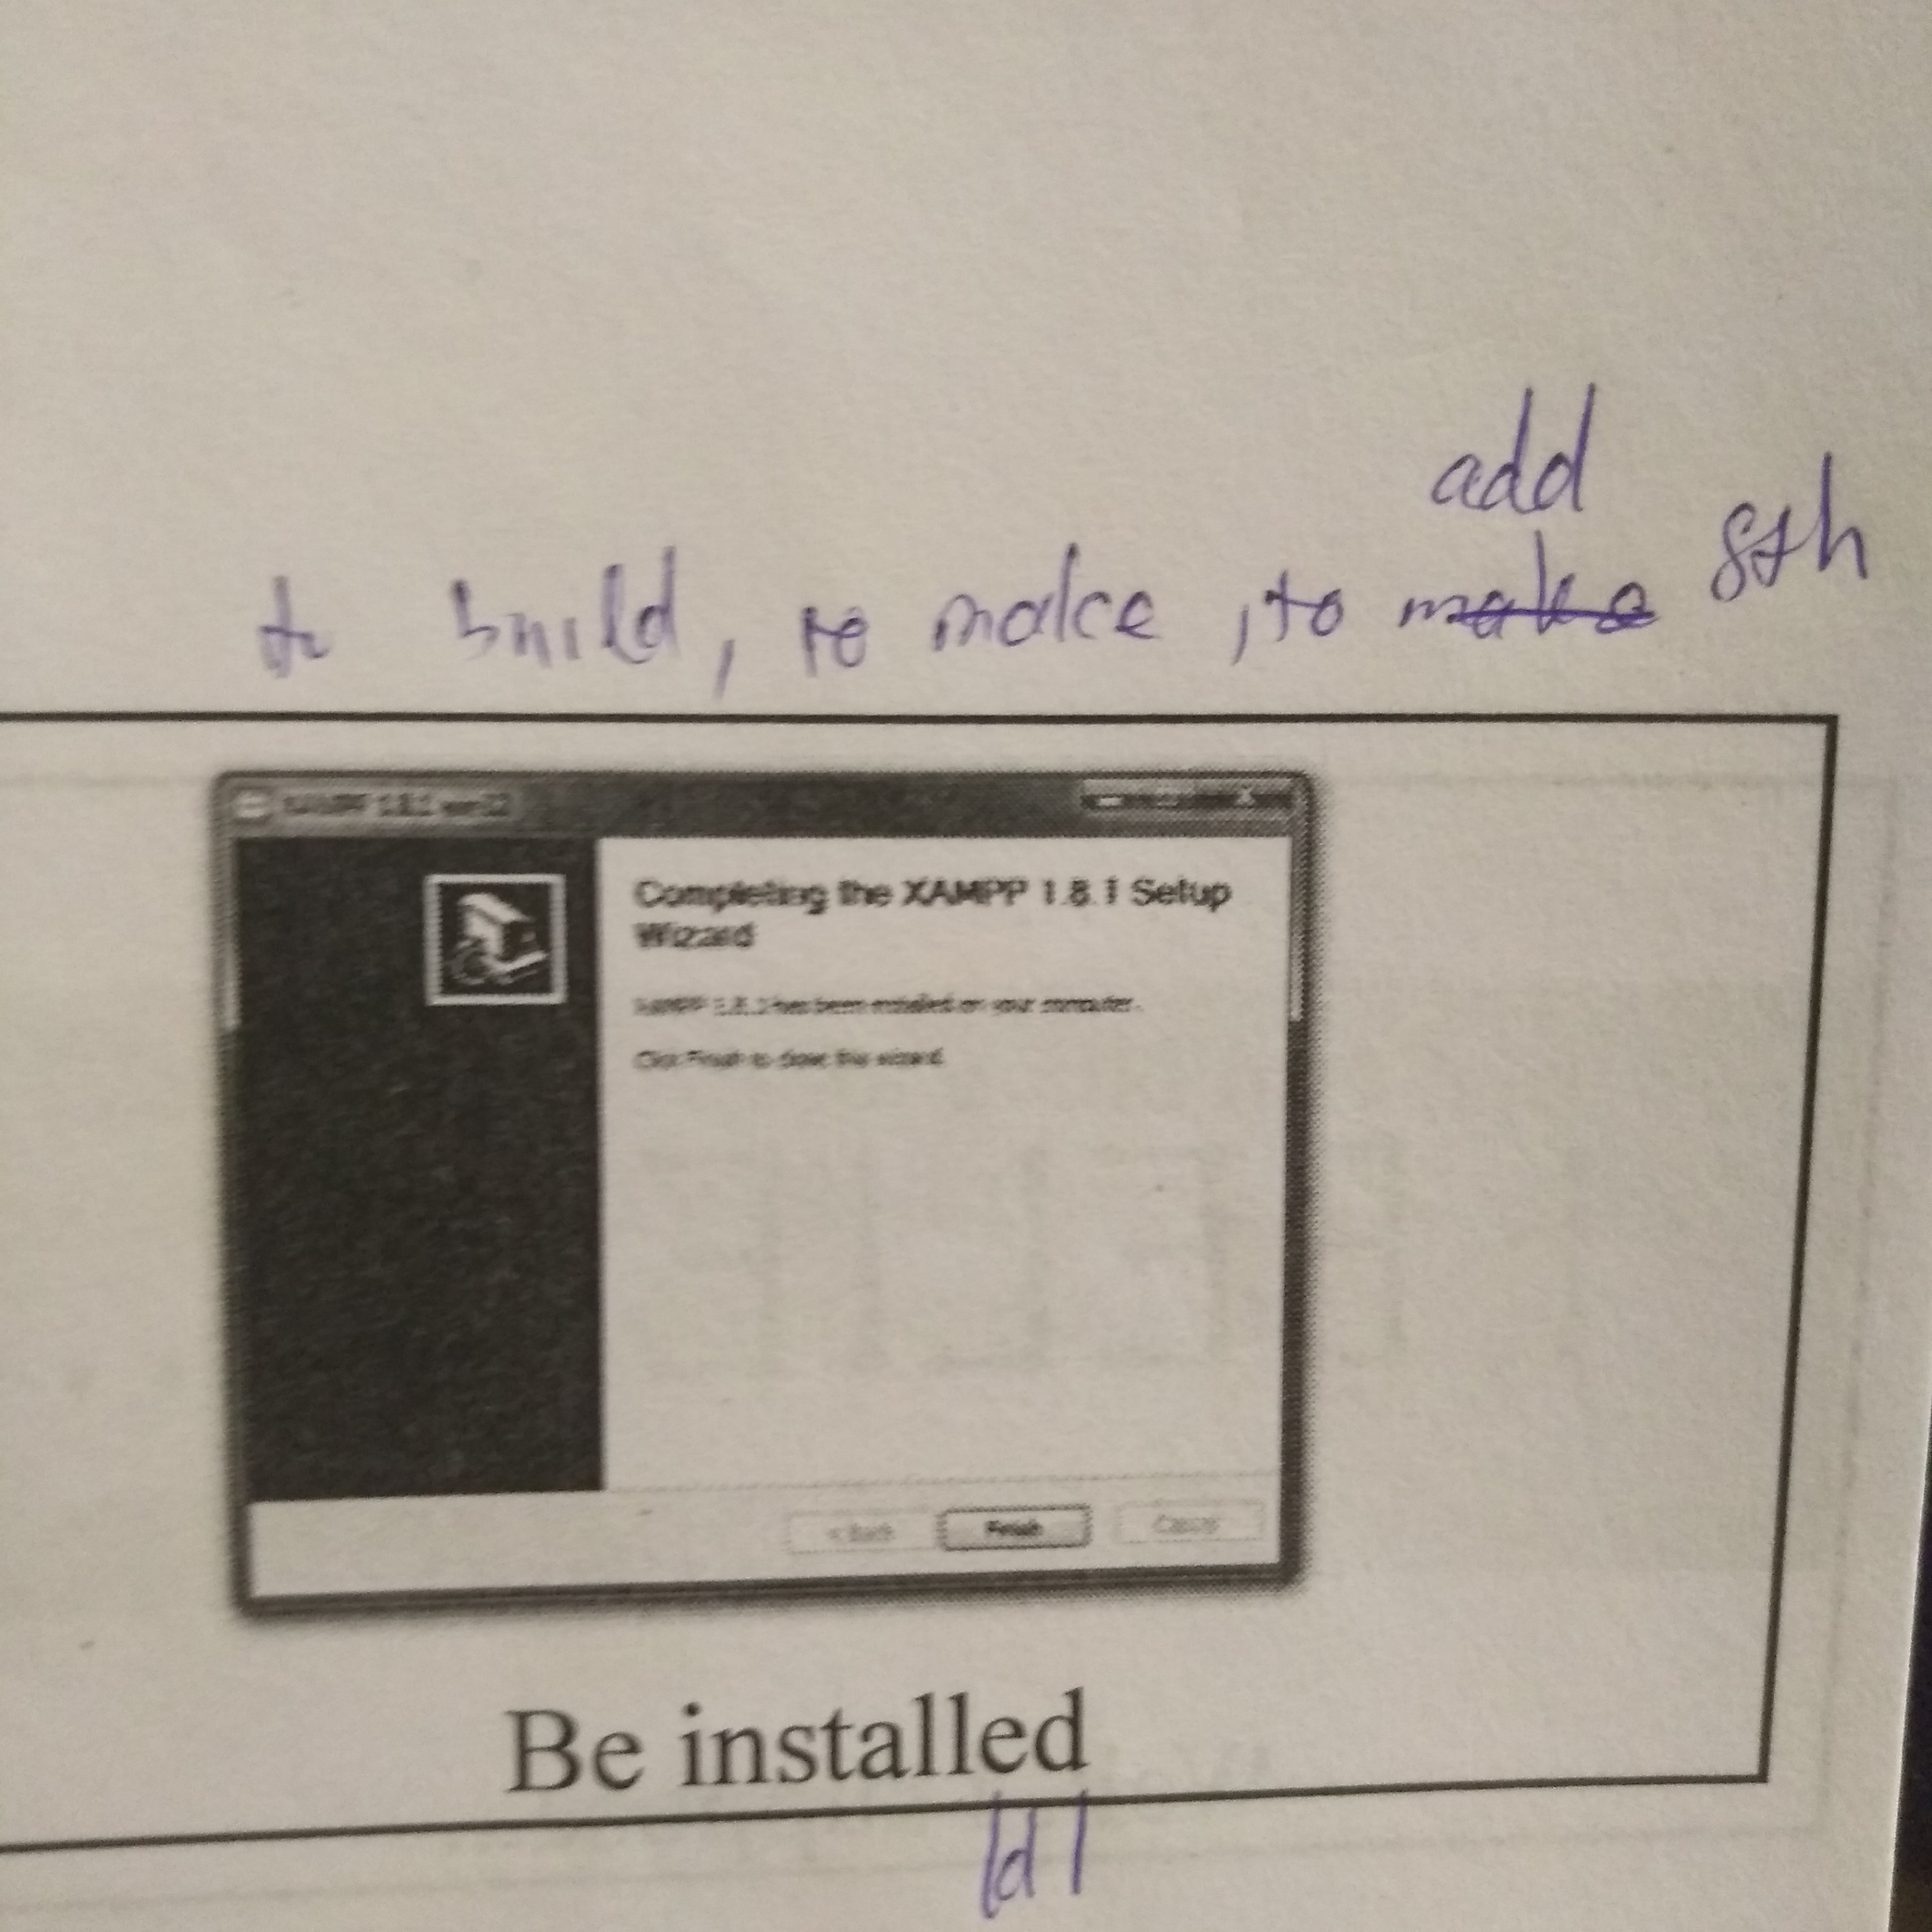 add
to build, to make, to make sth
XAMPP 1.8.1 win32
Completing the XAMPP 1.8.1 Setup
Wizard
XAMPP 1.8.1 has been installed on your computer.
Click Finish to close this wizard.
< Back Finish Cancel
Be installed
/d/